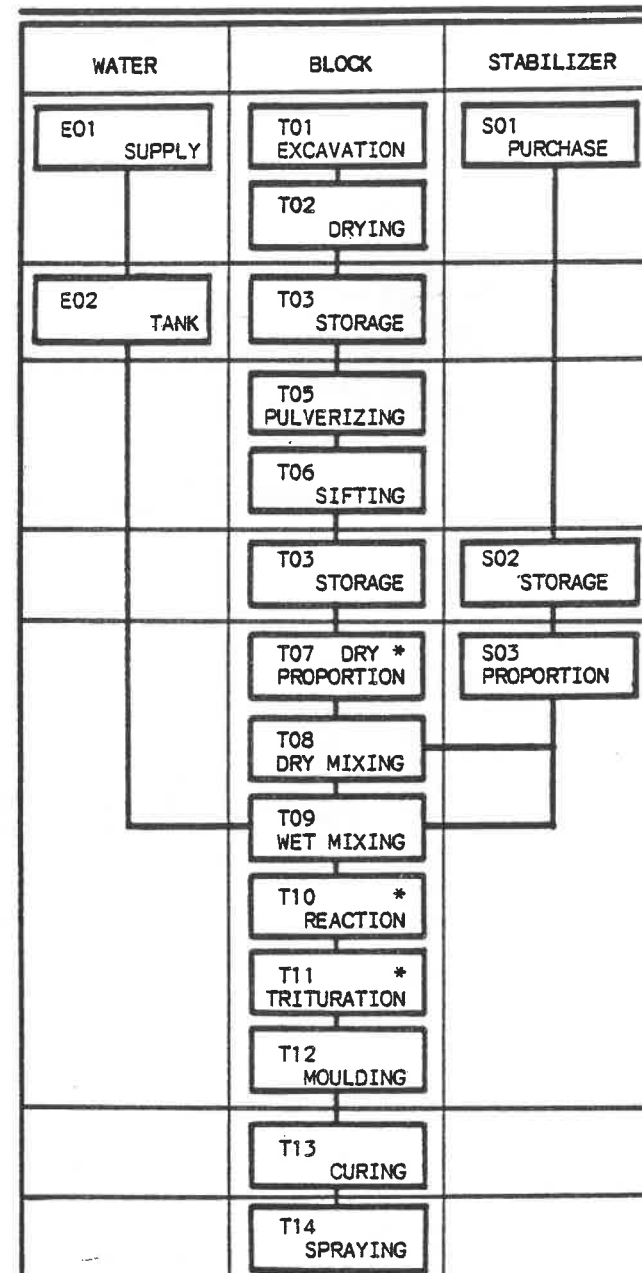 WATER
BLOCK
STABILIZER
E01
SUPPLY
T01
EXCAVATION
S01
PURCHASE
T02
DRYING
E02
TANK
T03
STORAGE
T05
PULVERIZING
T06
SIFTING
T03
STORAGE
S02
STORAGE
T07 DRY *
PROPORTION
S03
PROPORTION
T08
DRY MIXING
T09
WET MIXING
T10 *
REACTION
T11 *
TRITURATION
T12
MOULDING
T13
CURING
T14
SPRAYING